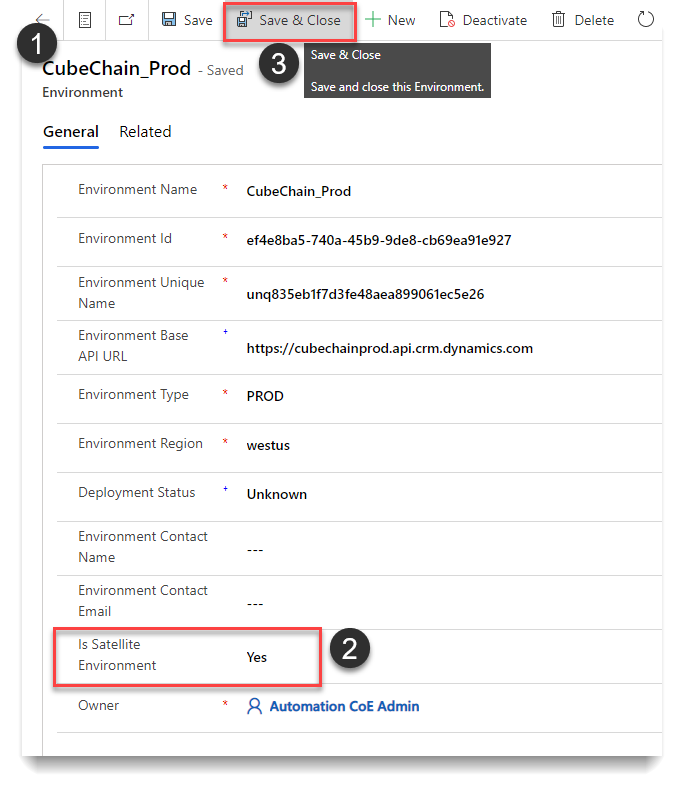 Save
Save & Close
New
Deactivate
Delete
1
CubeChain_Prod - Saved
3
Save & Close
Save and close this Environment.
Environment
General
Related
Environment Name * CubeChain_Prod
Environment Id * ef4e8ba5-740a-45b9-9de8-cb69ea91e927
Environment Unique
Name
* unq835eb1f7d3fe48aea899061ec5e26
Environment Base
API URL
+ https://cubechainprod.api.crm.dynamics.com
Environment Type * PROD
Environment Region * westus
Deployment Status + Unknown
Environment Contact
Name
---
Environment Contact
Email
---
Is Satellite
Environment
Yes
2
Owner * Automation CoE Admin